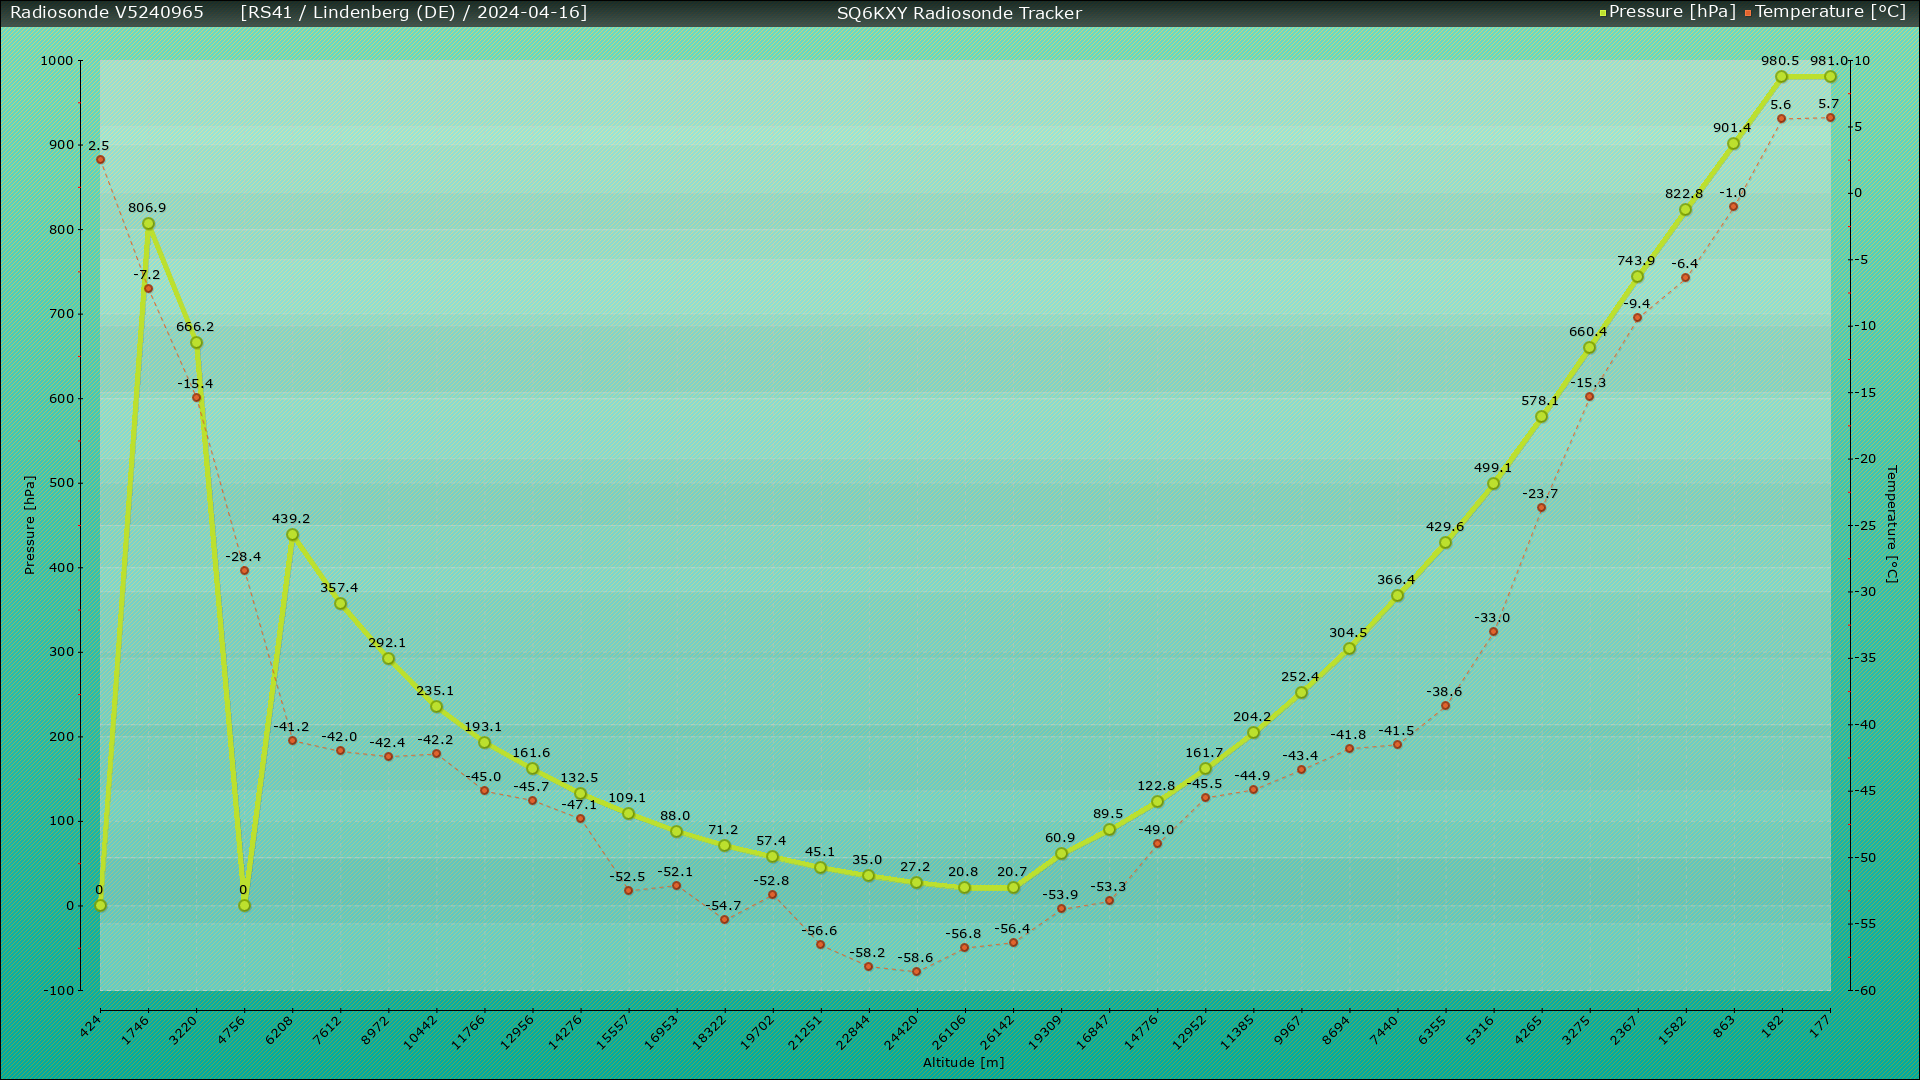 Radiosonde V5240965 [RS41 / Lindenberg (DE) / 2024-04-16] SQ6KXY Radiosonde Tracker Pressure [hPa] Temperature [°C]
1000 900 800 700 600 500 400 300 200 100 0 -100
Pressure [hPa]
0 806.9 666.2 0 439.2 357.4 292.1 235.1 193.1 161.6 132.5 109.1 88.0 71.2 57.4 45.1 35.0 27.2 20.8 20.7 60.9 89.5 122.8 161.7 204.2 252.4 304.5 366.4 429.6 499.1 578.1 660.4 743.9 822.8 901.4 980.5 981.0
2.5 -7.2 -15.4 -28.4 -41.2 -42.0 -42.4 -42.2 -45.0 -45.7 -47.1 -52.5 -52.1 -54.7 -52.8 -56.6 -58.2 -58.6 -56.8 -56.4 -53.9 -53.3 -49.0 -45.5 -44.9 -43.4 -41.8 -41.5 -38.6 -33.0 -23.7 -15.3 -9.4 -6.4 -1.0 5.6 5.7
10 5 0 -5 -10 -15 -20 -25 -30 -35 -40 -45 -50 -55 -60
Temperature [°C]
424 1746 3220 4756 6208 7612 8972 10442 11766 12956 14276 15557 16953 18322 19702 21251 22844 24420 26106 26142 19309 16847 14776 12952 11385 9967 8694 7440 6355 5316 4265 3275 2367 1582 863 182 177
Altitude [m]